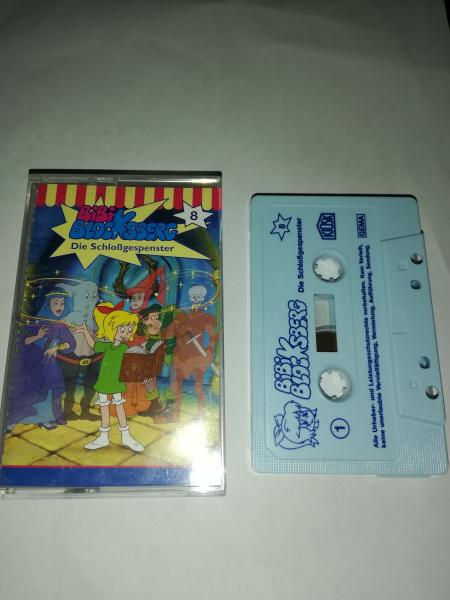 BiBi
BLOCKSBERG
8
Die Schloßgespenster
8
Die Schloßgespenster
KIDDINX
GEMA
BiBi
BLOCKSBERG
1
Alle Urheber- und Leistungsschutzrechte vorbehalten. Kein Verleih,
keine unerlaubte Vervielfältigung, Vermietung, Aufführung, Sendung.